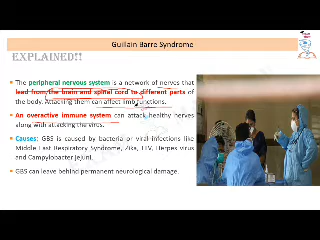 Guillain Barre Syndrome
EXPLAINED!!
The peripheral nervous system is a network of nerves that
lead from the brain and spinal cord to different parts
of the body. Attacking them can affect limb functions.
An overactive immune system can attack healthy nerves
along with attacking the virus.
Causes: GBS is caused by bacteria or viral infections like
Middle East Respiratory Syndrome, Zika, HIV, Herpes virus
and Campylobacter jejuni.
GBS can leave behind permanent neurological damage.